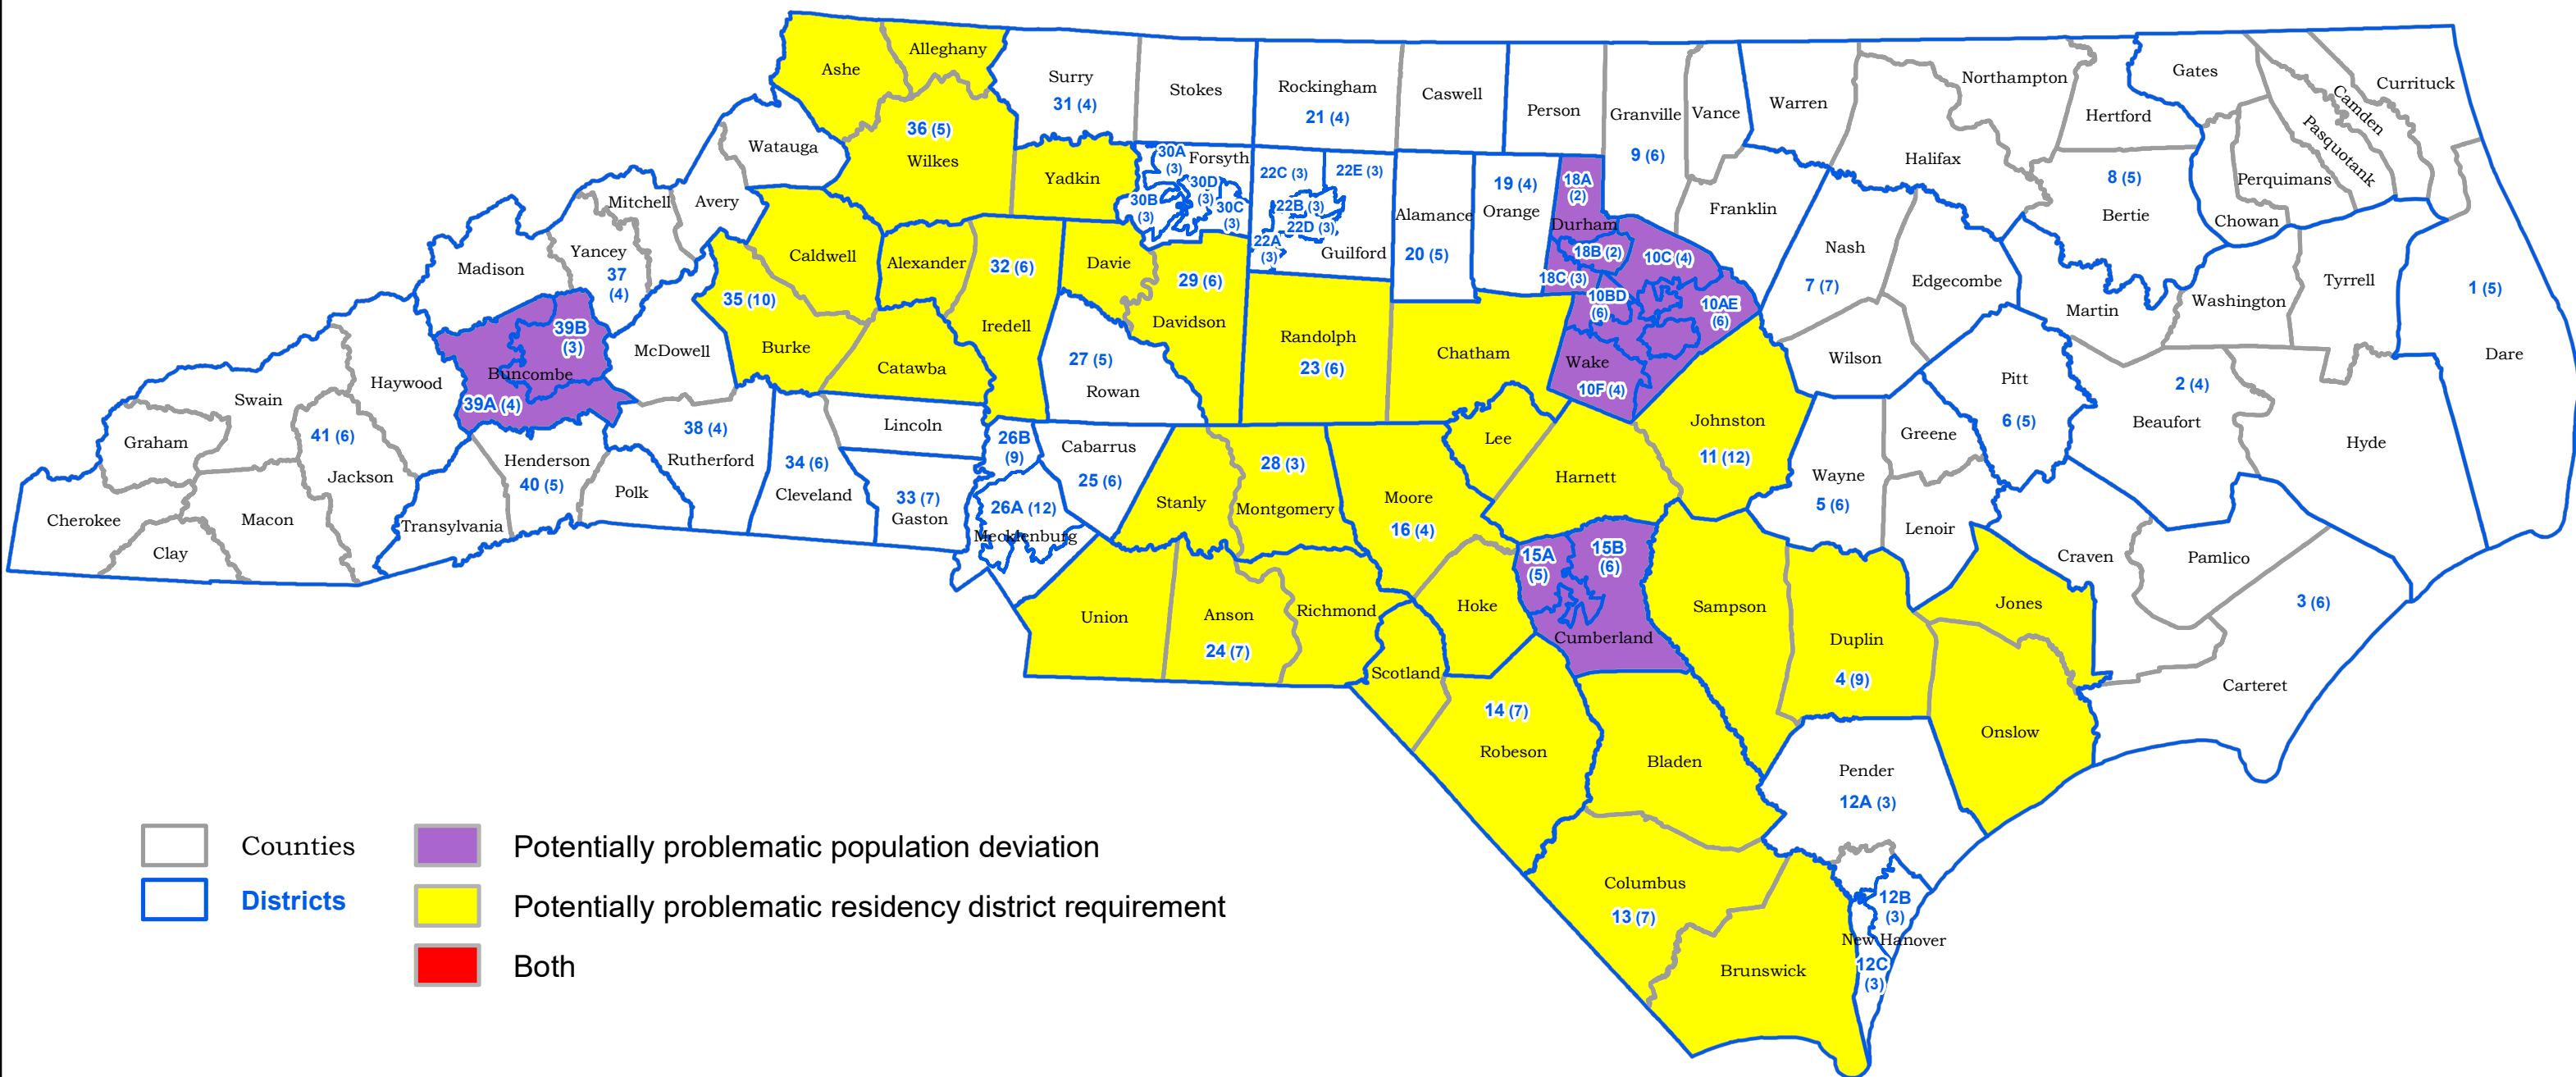 Ashe
Alleghany
36 (5)
Wilkes
Surry
31 (4)
Stokes
Rockingham
21 (4)
Caswell
Person
Granville
9 (6)
Vance
Warren
Northampton
Halifax
Hertford
8 (5)
Bertie
Gates
Currituck
Camden
Pasquotank
Perquimans
Chowan
Watauga
Mitchell
Avery
Yancey
37
(4)
Madison
Yadkin
30A
(3)
Forsyth
30D
(3)
30B
(3)
30C
(3)
22C (3)
22E (3)
22B (3)
22D (3)
22A
(3)
Guilford
Alamance
20 (5)
19 (4)
Orange
18A
(2)
Durham
18B (2)
18C (3)
10C (4)
10BD
(6)
10AE
(6)
Wake
10F (4)
Franklin
Nash
7 (7)
Edgecombe
Wilson
Martin
Washington
Tyrrell
1 (5)
Dare
Caldwell
35 (10)
Burke
Alexander
32 (6)
Iredell
Catawba
Davie
29 (6)
Davidson
27 (5)
Rowan
Randolph
23 (6)
Chatham
39B
(3)
Buncombe
39A (4)
McDowell
Haywood
Swain
Graham
41 (6)
Jackson
Cherokee
Macon
Clay
Transylvania
Henderson
40 (5)
Polk
38 (4)
Rutherford
34 (6)
Cleveland
Lincoln
33 (7)
Gaston
26B
(9)
26A (12)
Mecklenburg
Cabarrus
25 (6)
Stanly
28 (3)
Montgomery
Moore
16 (4)
Lee
Harnett
Johnston
11 (12)
Wayne
5 (6)
Greene
Lenoir
Pitt
6 (5)
2 (4)
Beaufort
Hyde
Craven
Pamlico
3 (6)
Carteret
Jones
Onslow
Duplin
4 (9)
Sampson
15A
(5)
15B
(6)
Cumberland
Hoke
Union
Anson
24 (7)
Richmond
Scotland
14 (7)
Robeson
Bladen
Pender
12A (3)
Columbus
13 (7)
Brunswick
12B
(3)
New Hanover
12C
(3)
Counties
Districts
Potentially problematic population deviation
Potentially problematic residency district requirement
Both